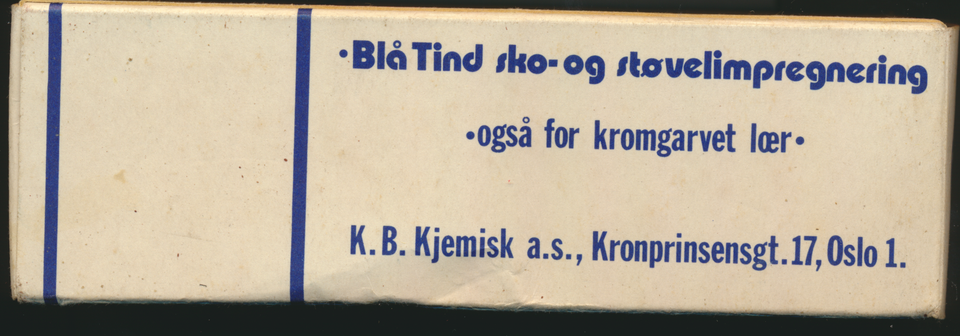 •Blå Tind sko- og støvelimpregnering
•også for kromgarvet lær•
K.B. Kjemisk a.s., Kronprinsensgt.17, Oslo 1.